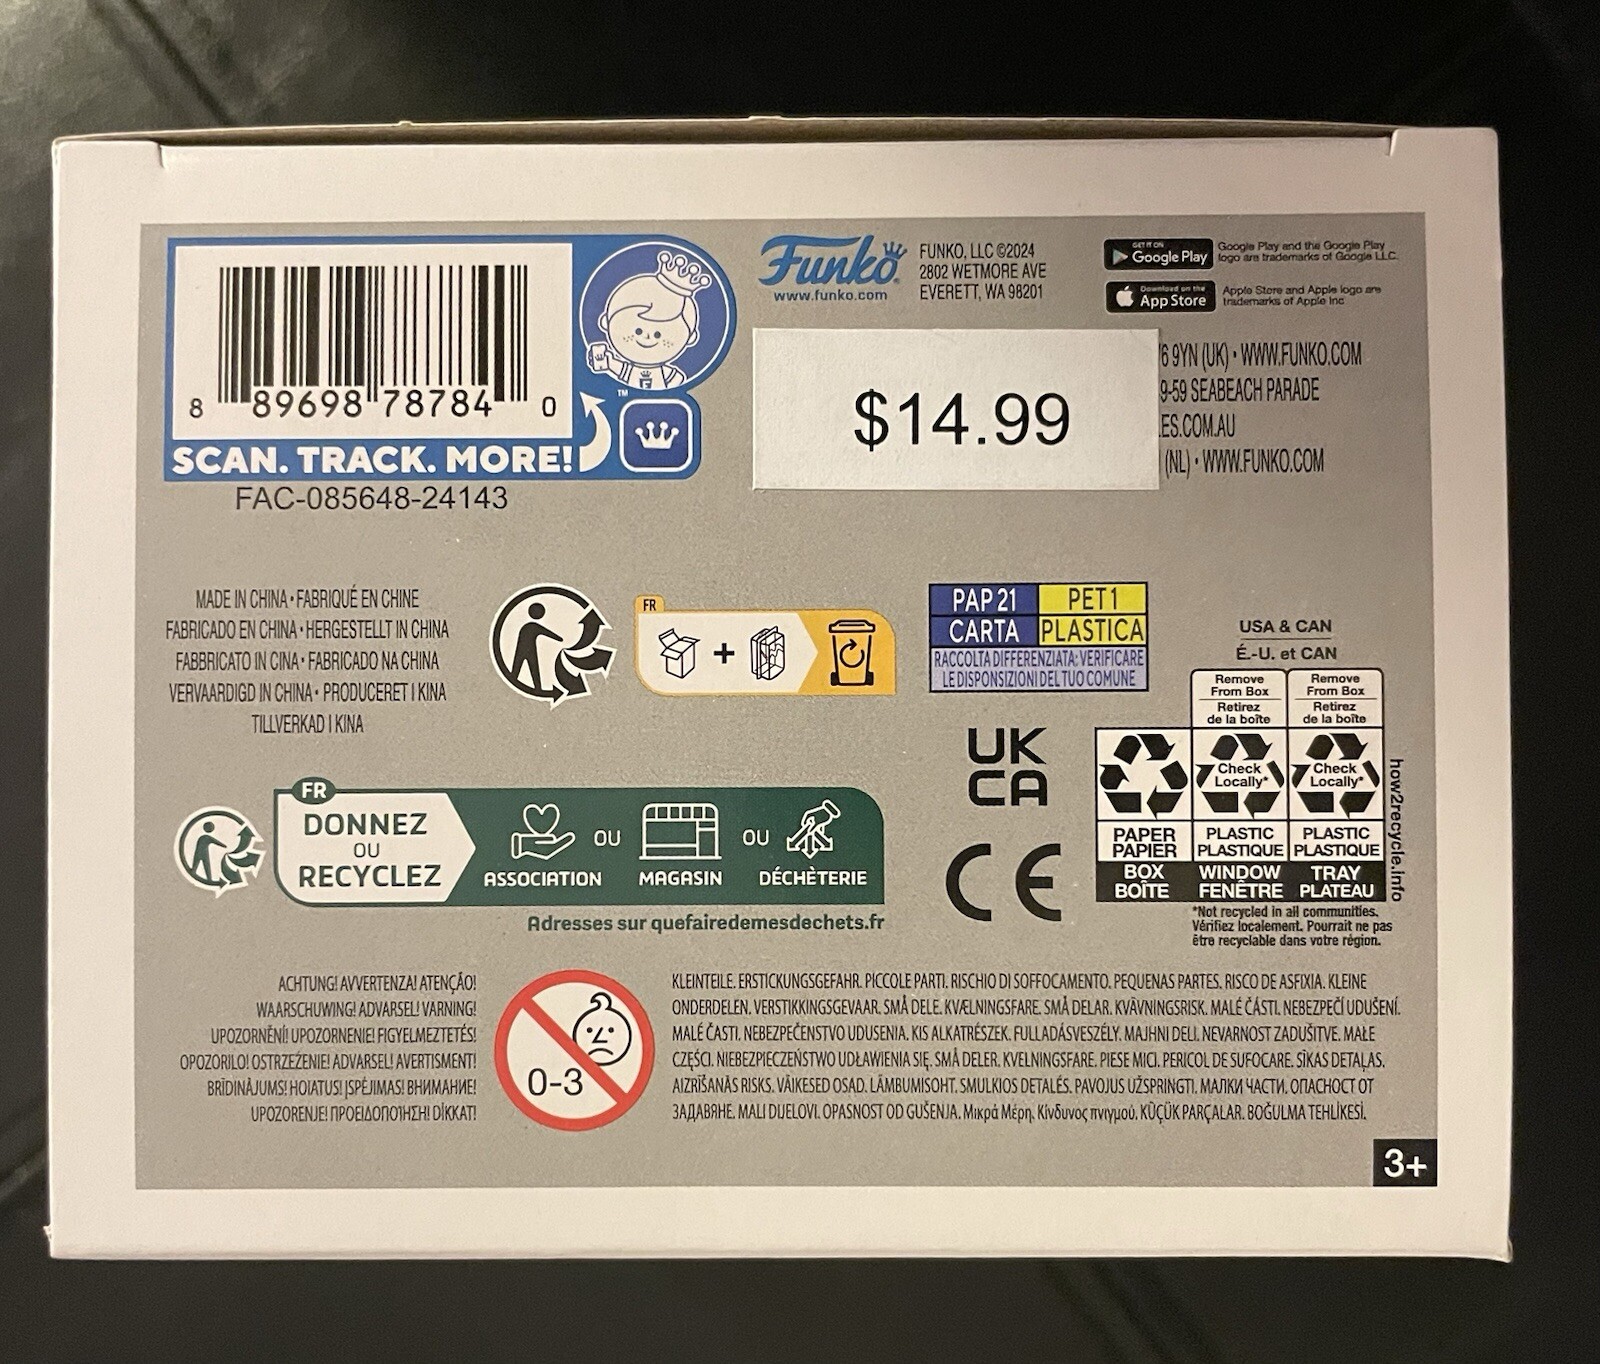 8 89698 78784 0
SCAN. TRACK. MORE!
TM
FAC-085648-24143
Funko
www.funko.com
FUNKO, LLC ©2024
2802 WETMORE AVE
EVERETT, WA 98201
GET IT ON
Google Play
Google Play and the Google Play
logo are trademarks of Google LLC.
Download on the
App Store
Apple Store and Apple logo are
trademarks of Apple Inc
$14.99
6 9YN (UK) • WWW.FUNKO.COM
9-59 SEABEACH PARADE
ES.COM.AU
(NL) • WWW.FUNKO.COM
MADE IN CHINA • FABRIQUÉ EN CHINE
FABRICADO EN CHINA • HERGESTELLT IN CHINA
FABBRICATO IN CINA • FABRICADO NA CHINA
VERVAARDIGD IN CHINA • PRODUCERET I KINA
TILLVERKAD I KINA
FR
+
PAP 21 PET 1
CARTA PLASTICA
RACCOLTA DIFFERENZIATA: VERIFICARE
LE DISPONSIZIONI DEL TUO COMUNE
USA & CAN
É.-U. et CAN
Remove
From Box
Retirez
de la boîte
Remove
From Box
Retirez
de la boîte
Check
Locally*
Check
Locally*
PAPER
PAPIER
PLASTIC
PLASTIQUE
PLASTIC
PLASTIQUE
BOX
BOÎTE
WINDOW
FENÊTRE
TRAY
PLATEAU
how2recycle.info
*Not recycled in all communities.
Vérifiez localement. Pourrait ne pas
être recyclable dans votre région.
UK
CA
CE
FR
DONNEZ
OU
RECYCLEZ
ASSOCIATION
OU
MAGASIN
OU
DÉCHÈTERIE
Adresses sur quefairedemesdechets.fr
ACHTUNG! AVVERTENZA! ATENÇÃO!
WAARSCHUWING! ADVARSEL! VARNING!
UPOZORNĚNÍ! UPOZORNENIE! FIGYELMEZTETÉS!
OPOZORILO! OSTRZEŻENIE! ADVARSEL! AVERTISMENT!
BRĪDINĀJUMS! HOIATUS! ĮSPĖJIMAS! ВНИМАНИЕ!
UPOZORENJE! ΠΡΟΕΙΔΟΠΟΊΗΣΗ! DİKKAT!
0-3
KLEINTEILE. ERSTICKUNGSGEFAHR. PICCOLE PARTI. RISCHIO DI SOFFOCAMENTO. PEQUENAS PARTES. RISCO DE ASFIXIA. KLEINE
ONDERDELEN. VERSTIKKINGSGEVAAR. SMÅ DELE. KVÆLNINGSFARE. SMÅ DELAR. KVÄVNINGSRISK. MALÉ ČÁSTI. NEBEZPEČÍ UDUŠENÍ.
MALÉ ČASTI. NEBEZPEČENSTVO UDUSENIA. KIS ALKATRÉSZEK. FULLADÁSVESZÉLY. MAJHNI DELI. NEVARNOST ZADUŠITVE. MAŁE
CZĘŚCI. NIEBEZPIECZEŃSTWO UDŁAWIENIA SIĘ. SMÅ DELER. KVELNINGSFARE. PIESE MICI. PERICOL DE SUFOCARE. SĪKAS DETAĻAS.
AIZRĪŠANĀS RISKS. VÄIKESED OSAD. LÄMBUMISOHT. SMULKIOS DETALĖS. PAVOJUS UŽSPRINGTI. МАЛКИ ЧАСТИ. ОПАСНОСТ ОТ
ЗАДАВЯНЕ. MALI DIJELOVI. OPASNOST OD GUŠENJA. Μικρά Μέρη. Κίνδυνος πνιγμού. KÜÇÜK PARÇALAR. BOĞULMA TEHLİKESİ.
3+